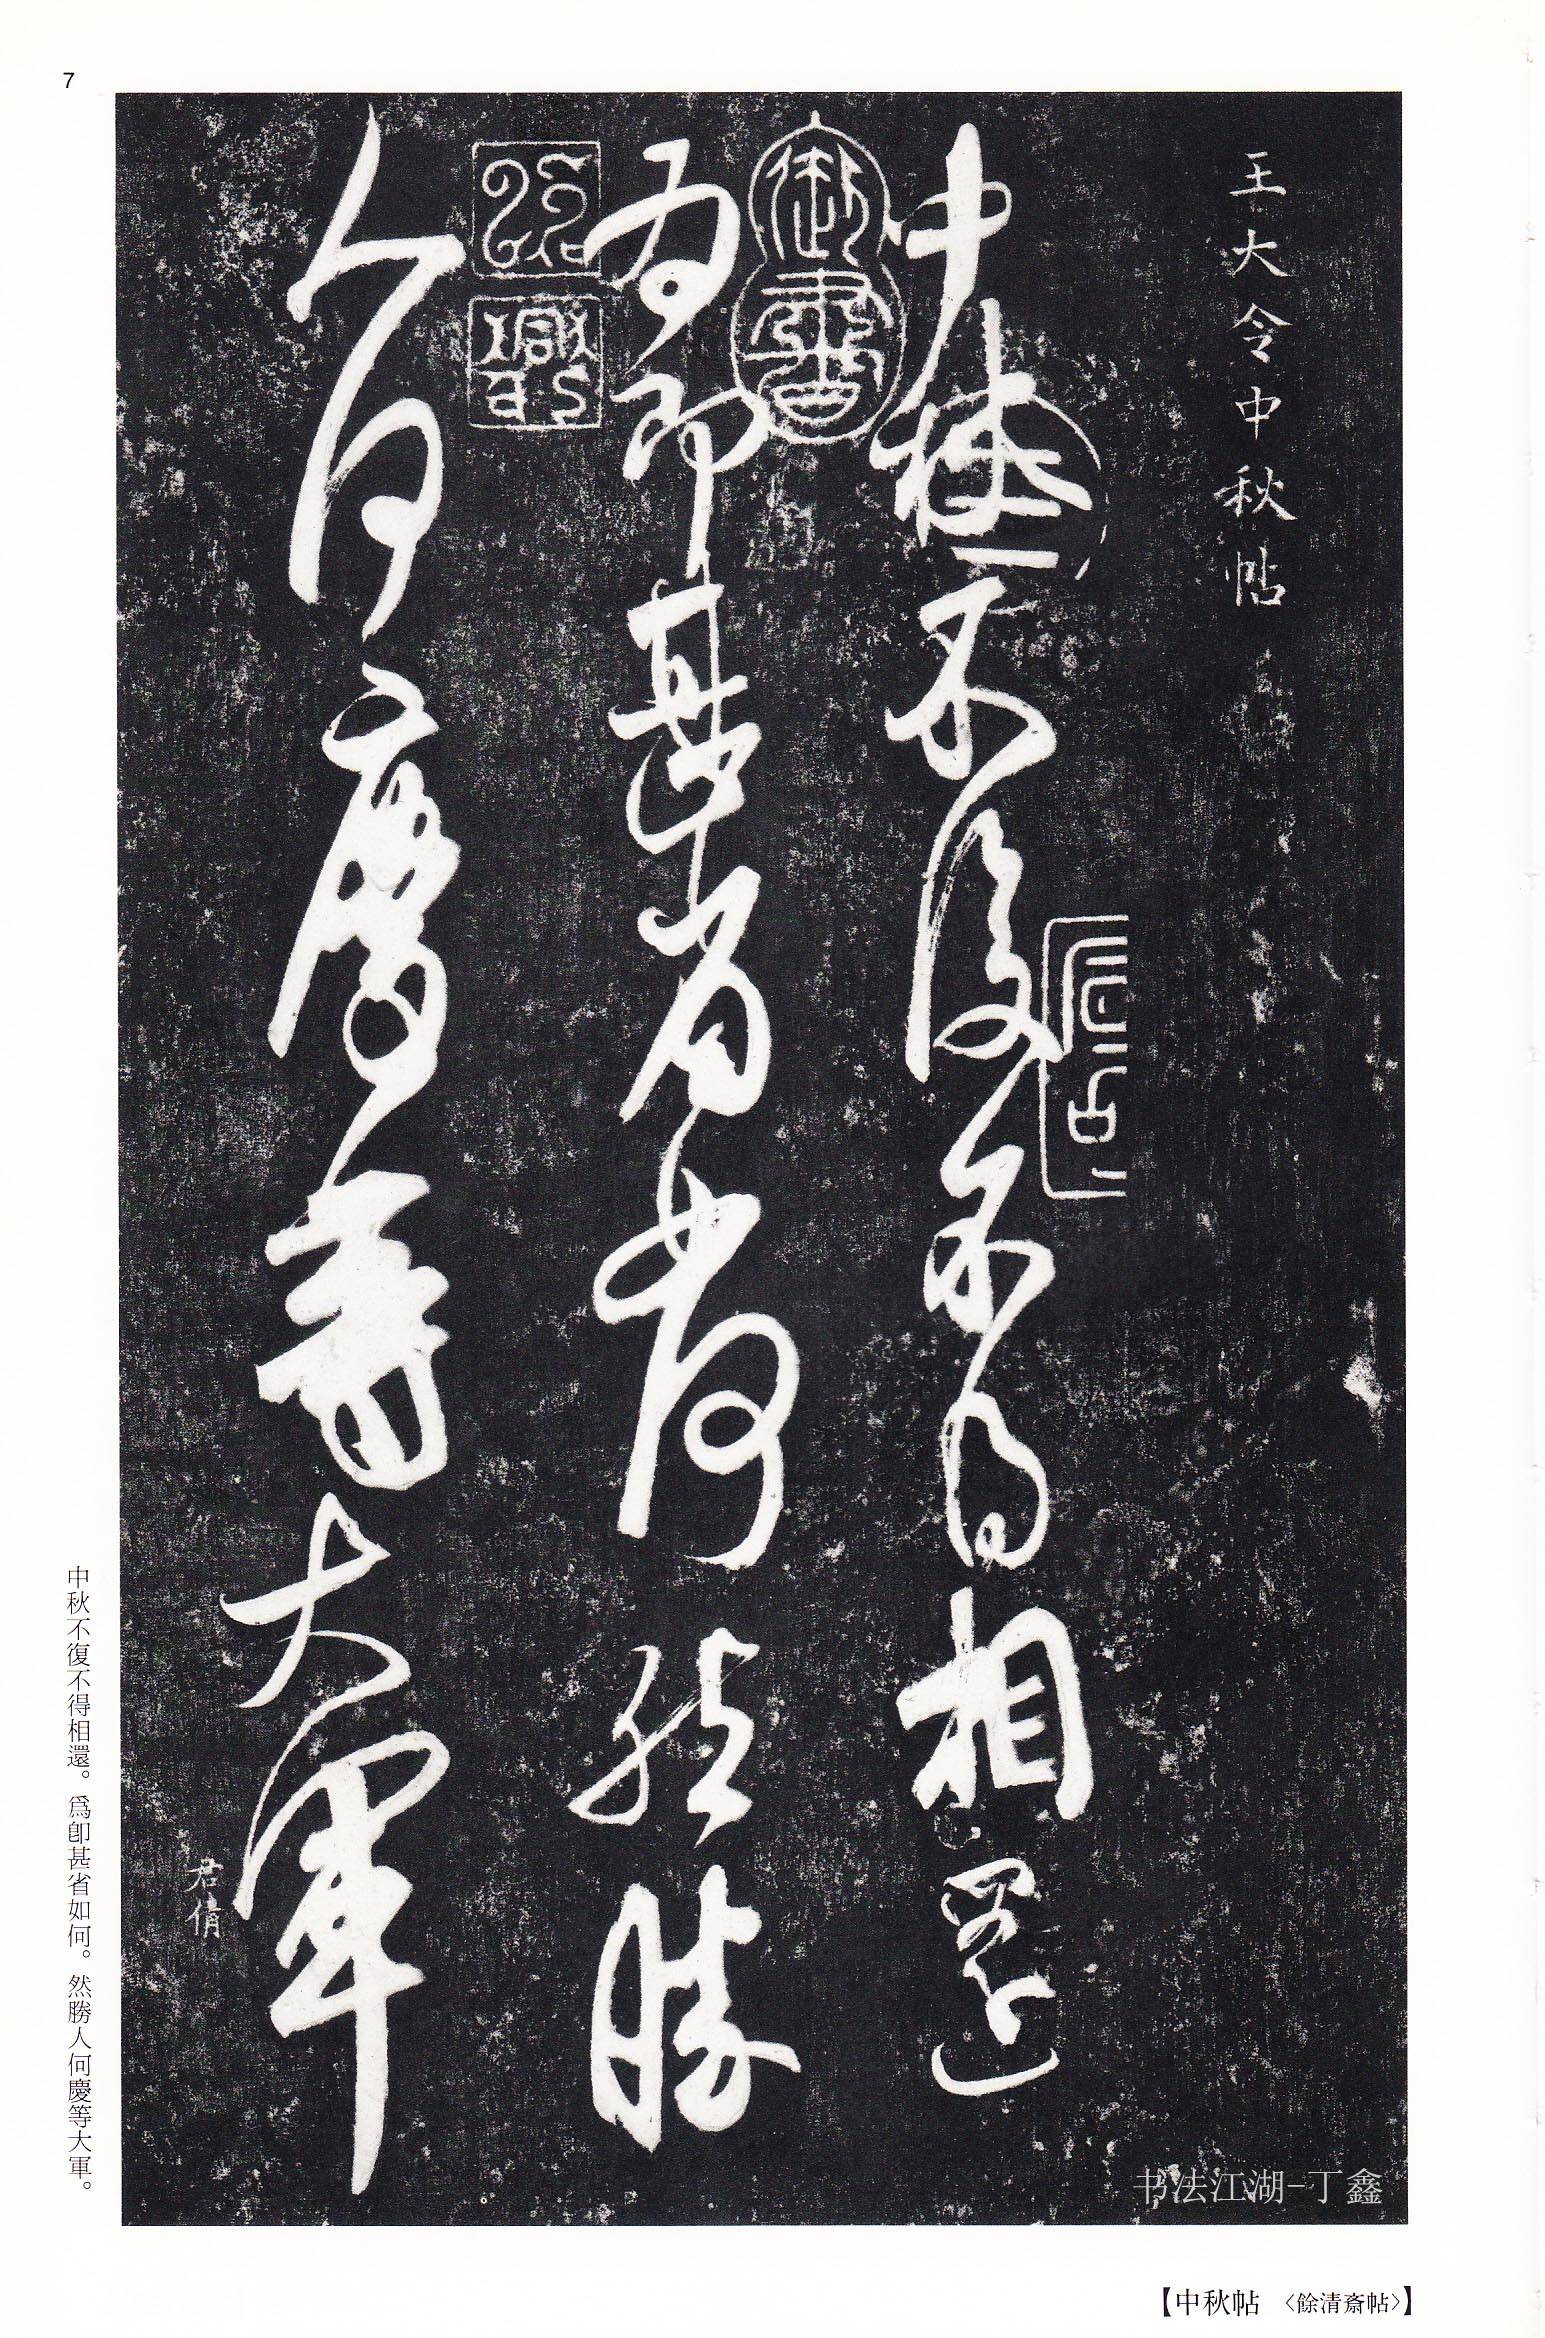 7
王大令中秋帖
中秋不復不得相還
為即甚省如何然勝
人何慶等大軍
君倩
御書
中秋不復不得相還。爲卽甚省如何。然勝人何慶等大軍。
书法江湖-丁鑫
【中秋帖 〈餘清齋帖〉】